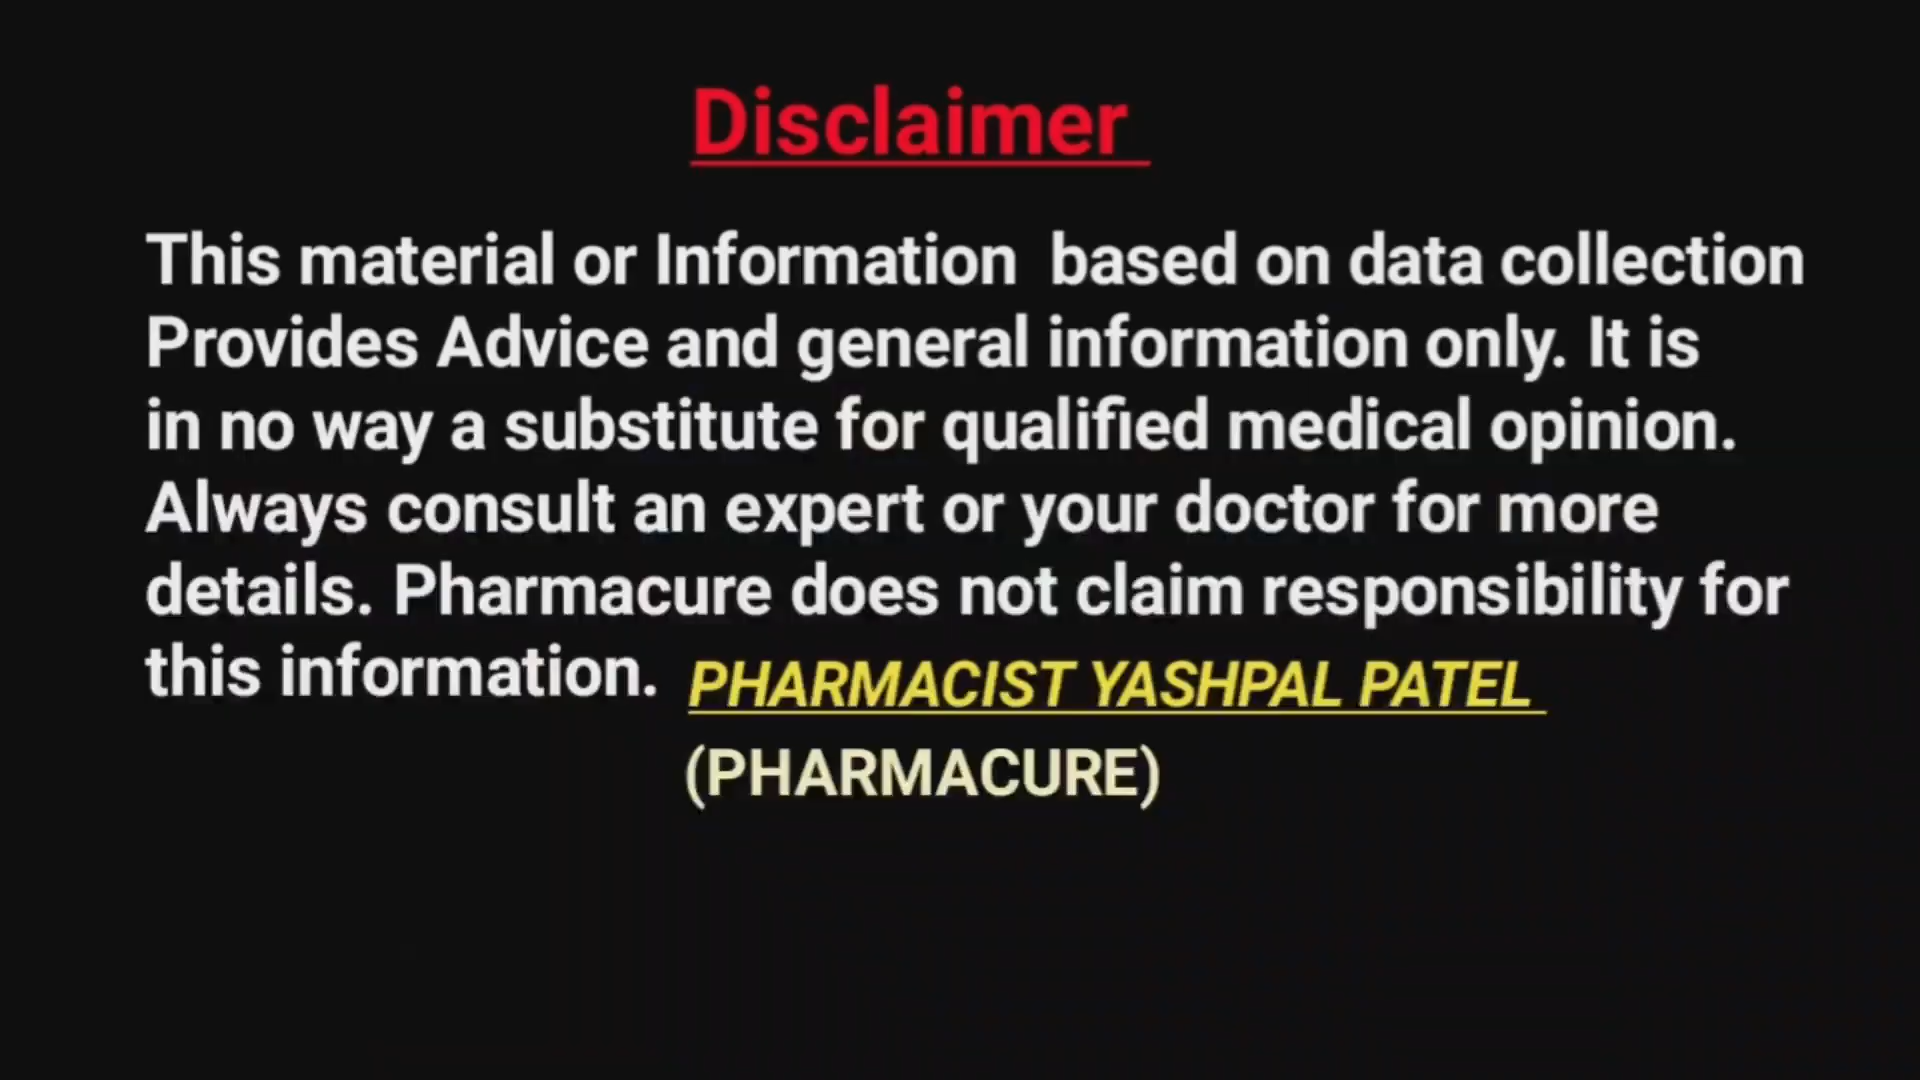 Disclaimer
This material or Information based on data collection
Provides Advice and general information only. It is
in no way a substitute for qualified medical opinion.
Always consult an expert or your doctor for more
details. Pharmacure does not claim responsibility for
this information. PHARMACIST YASHPAL PATEL
(PHARMACURE)